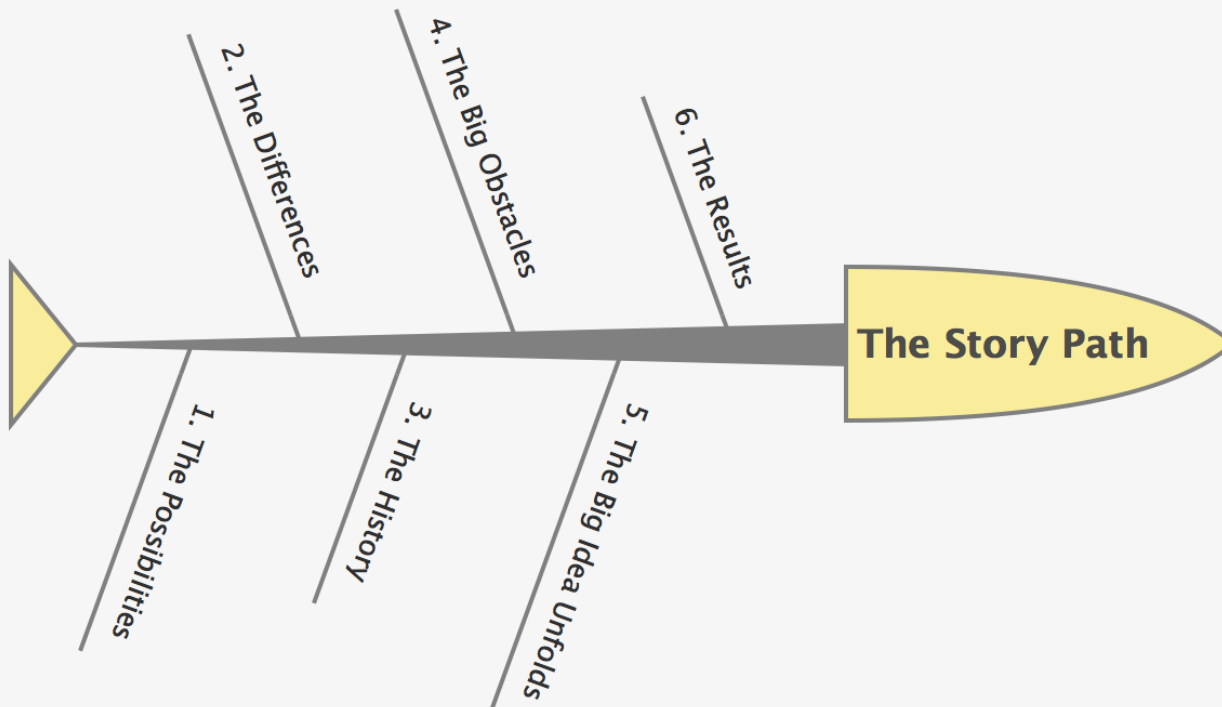 1. The Possibilities
2. The Differences
3. The History
4. The Big Obstacles
5. The Big Idea Unfolds
6. The Results
The Story Path